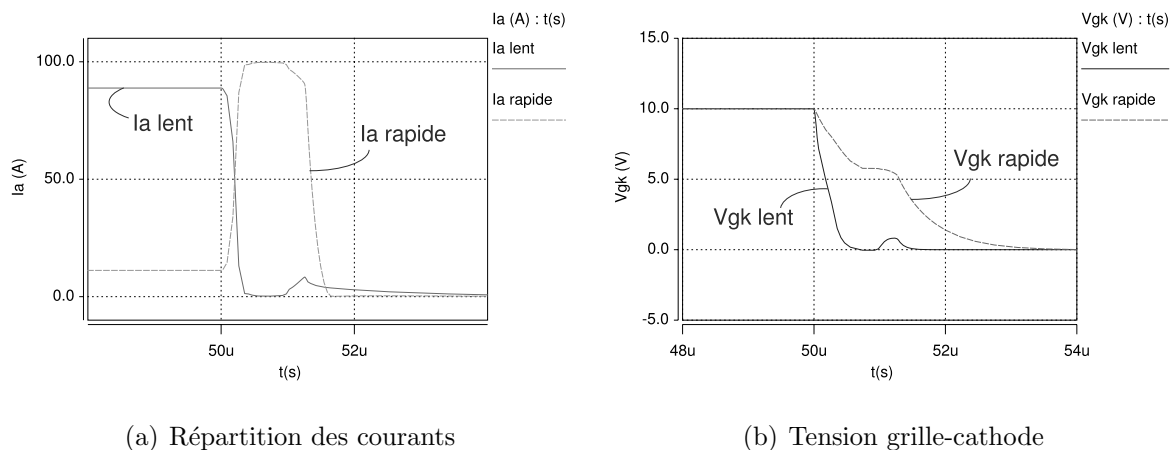 Ia (A) : t(s)
Ia lent
Ia rapide
100.0
50.0
0.0
Ia (A)
Ia lent
Ia rapide
50u
52u
t(s)
(a) Répartition des courants
Vgk (V) : t(s)
Vgk lent
Vgk rapide
15.0
10.0
5.0
0.0
-5.0
Vgk (V)
Vgk rapide
Vgk lent
48u
50u
52u
54u
t(s)
(b) Tension grille-cathode